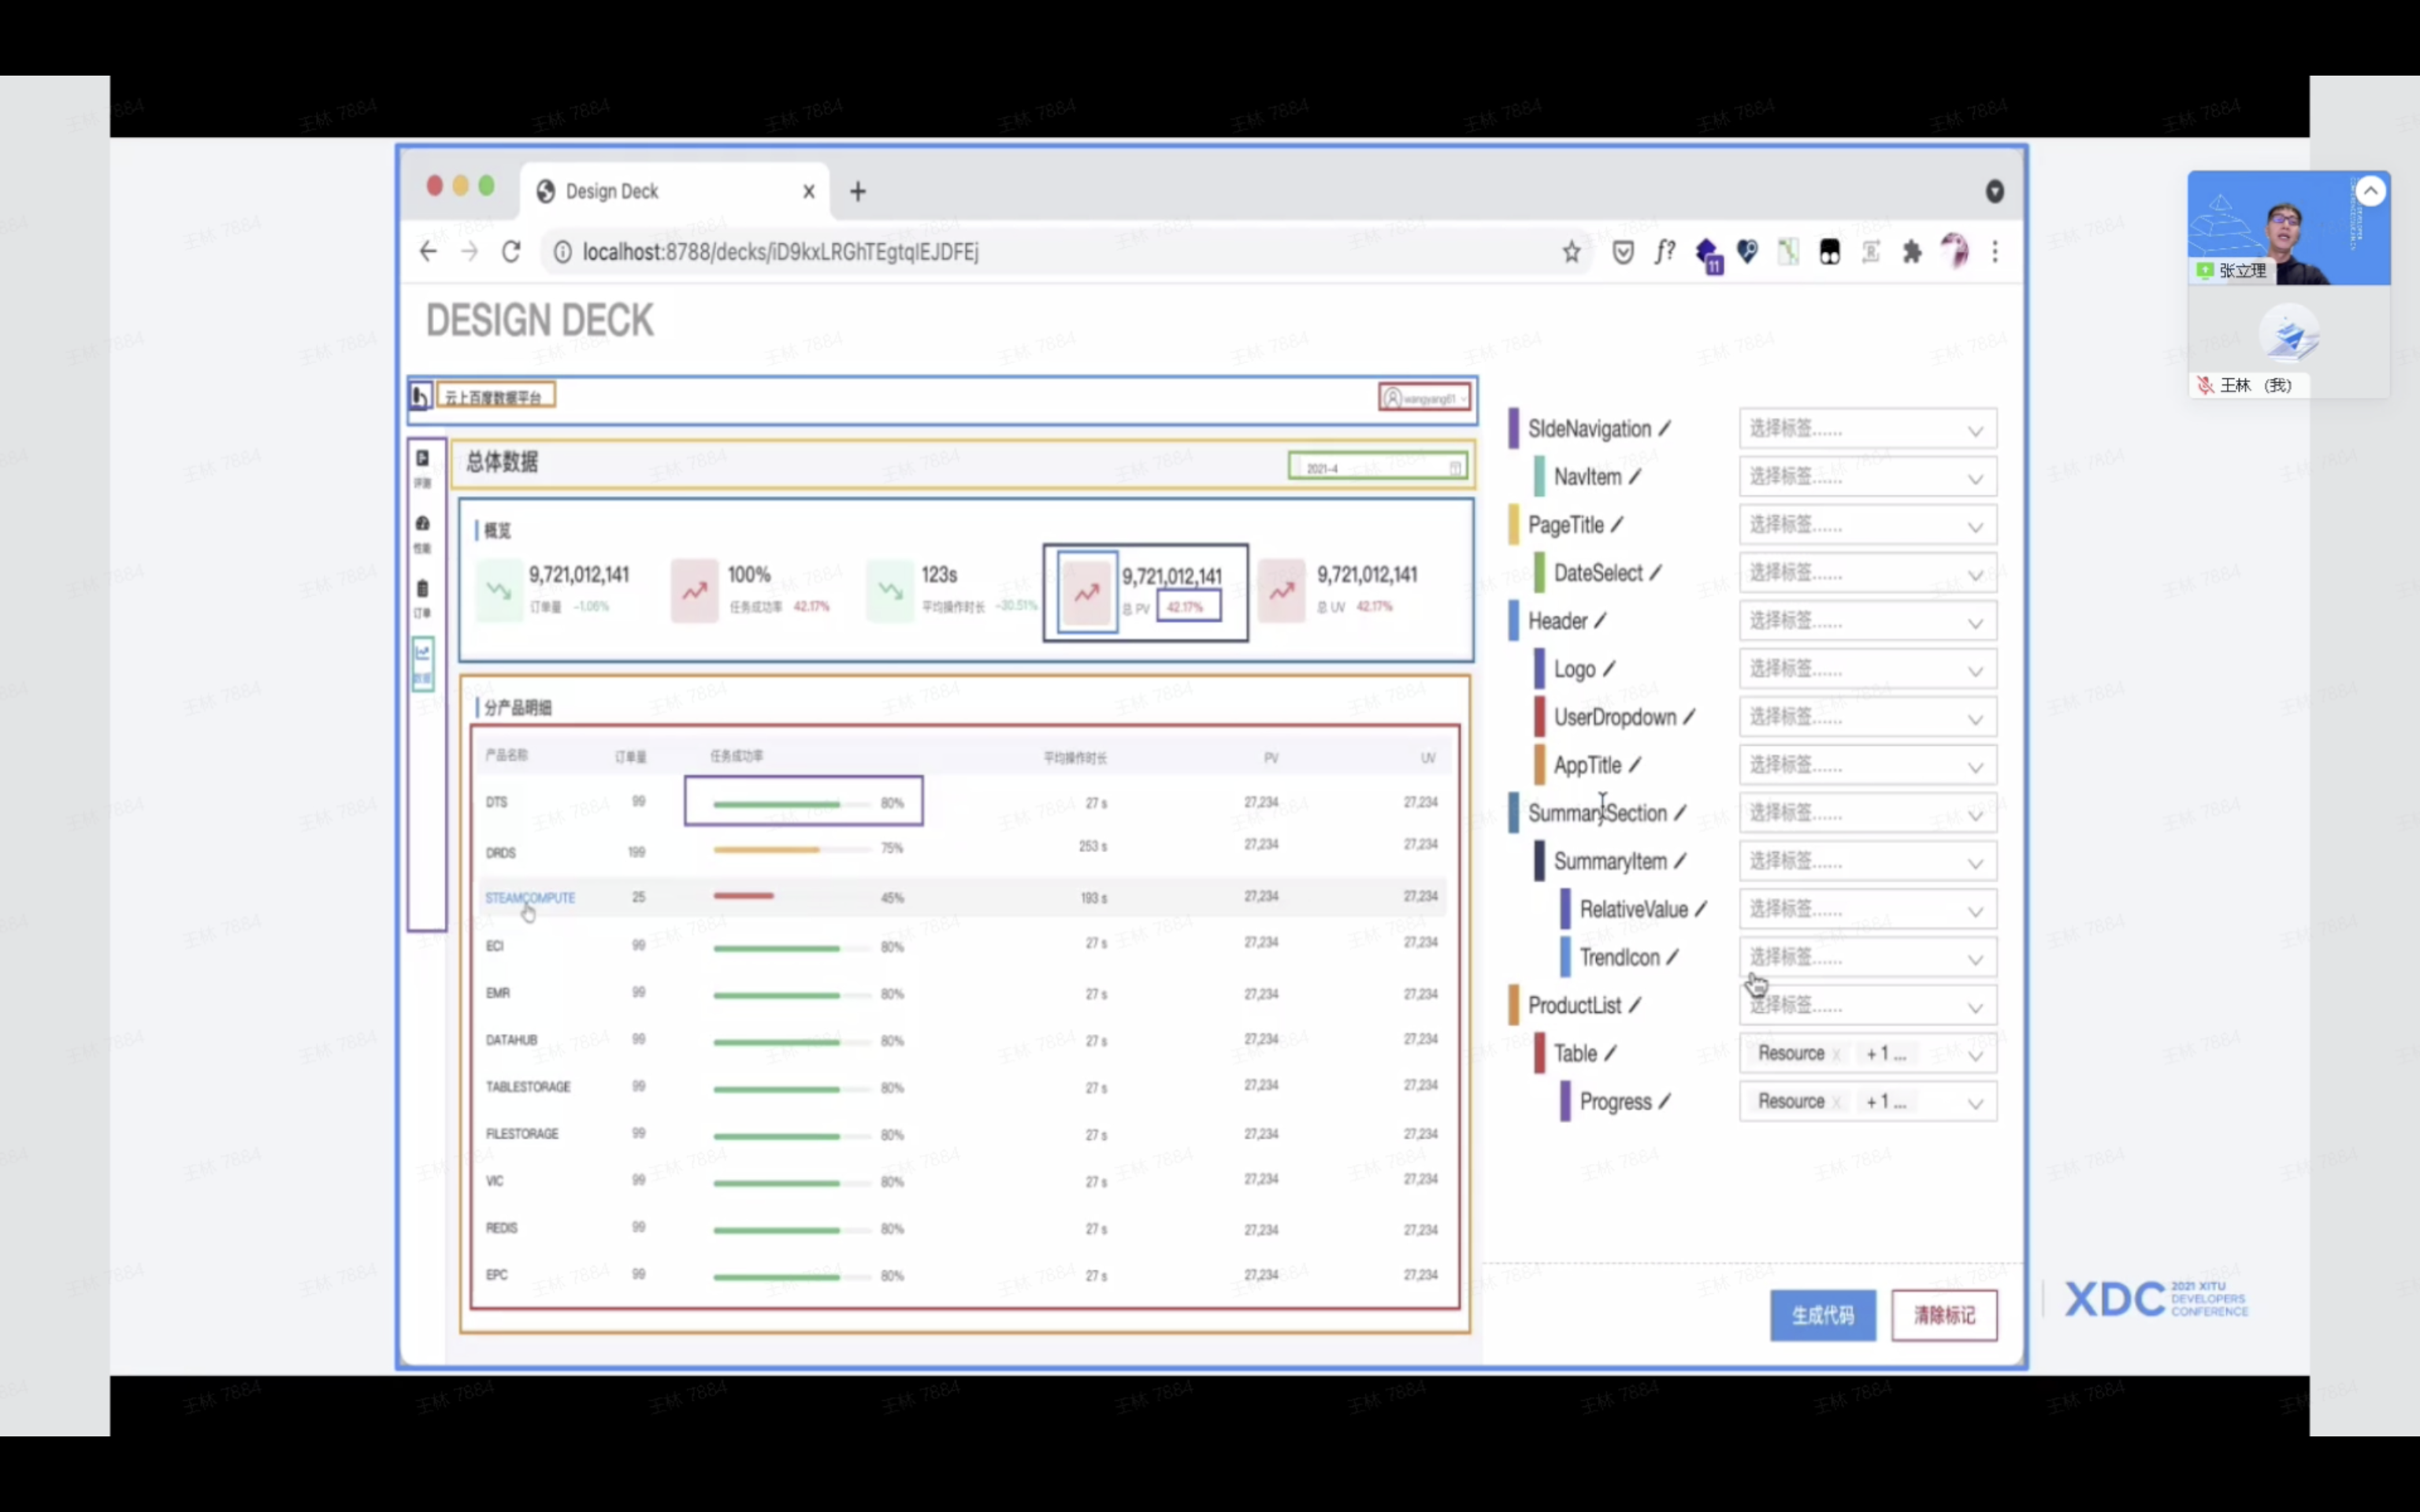 Design Deck
localhost:8788/decks/iD9kxLRGhTEgtqIEJDFEj
11
DESIGN DECK
云上百度数据平台
wangyang61
总体数据
2021-4
评测
性能
订单
数据
概览
9,721,012,141
订单量 -1.06%
100%
任务成功率 42.17%
123s
平均操作时长 -30.51%
9,721,012,141
总 PV 42.17%
9,721,012,141
总 UV 42.17%
分产品明细
产品名称 订单量 任务成功率 平均操作时长 PV UV
DTS 99 80% 27 s 27,234 27,234
DRDS 199 75% 253 s 27,234 27,234
STEAMCOMPUTE 25 45% 193 s 27,234 27,234
ECI 99 80% 27 s 27,234 27,234
EMR 99 80% 27 s 27,234 27,234
DATAHUB 99 80% 27 s 27,234 27,234
TABLESTORAGE 99 80% 27 s 27,234 27,234
FILESTORAGE 99 80% 27 s 27,234 27,234
VIC 99 80% 27 s 27,234 27,234
REDIS 99 80% 27 s 27,234 27,234
EPC 99 80% 27 s 27,234 27,234
SIdeNavigation 选择标签......
NavItem 选择标签......
PageTitle 选择标签......
DateSelect 选择标签......
Header 选择标签......
Logo 选择标签......
UserDropdown 选择标签......
AppTitle 选择标签......
SummarySection 选择标签......
SummaryItem 选择标签......
RelativeValue 选择标签......
TrendIcon 选择标签......
ProductList 选择标签......
Table Resource x + 1 ...
Progress Resource x + 1 ...
生成代码 清除标记
张立理
王林 (我)
XDC 2021 XITU
DEVELOPERS
CONFERENCE
王林 7884